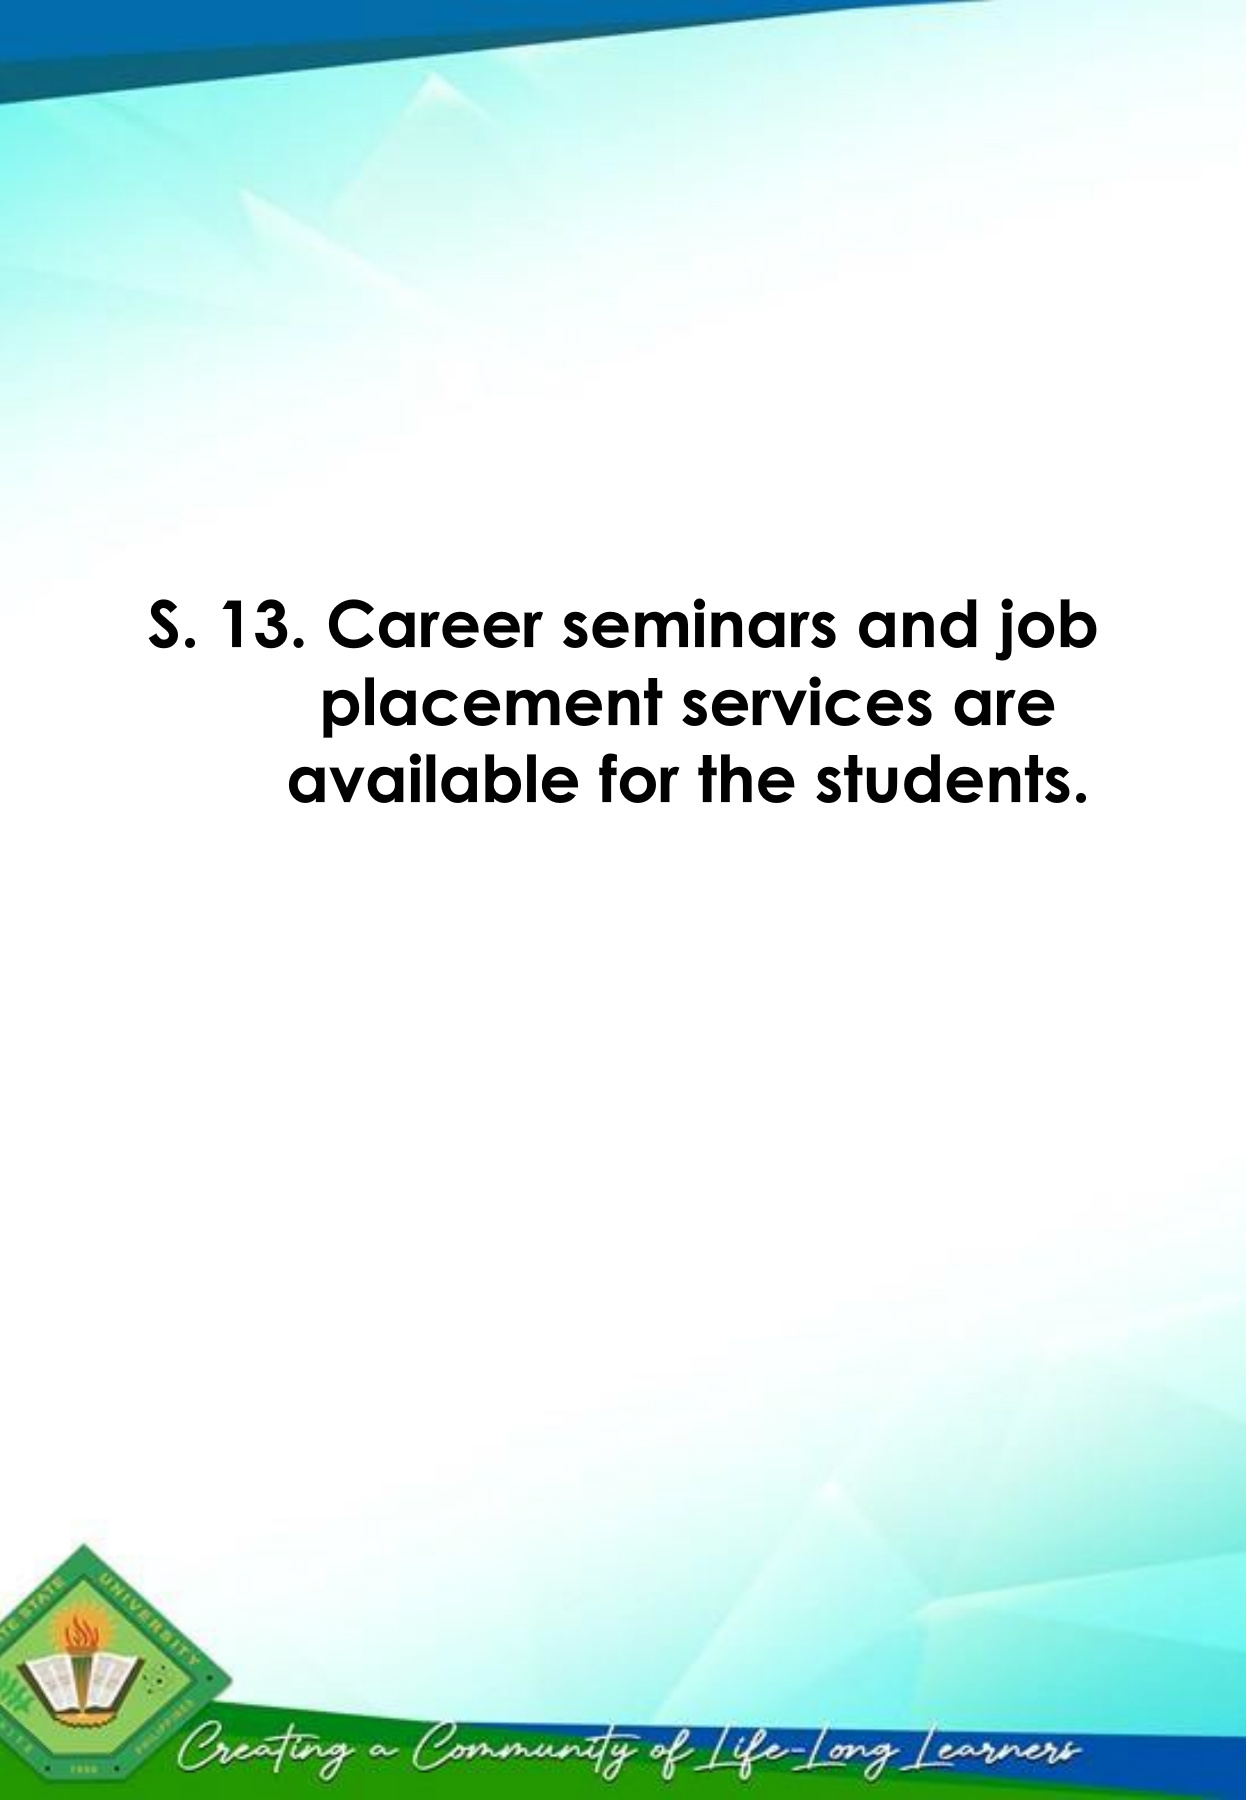 S. 13. Career seminars and job
placement services are
available for the students.
STATE UNIVERSITY
PHILIPPINES
Creating a Community of Life-Long Learners